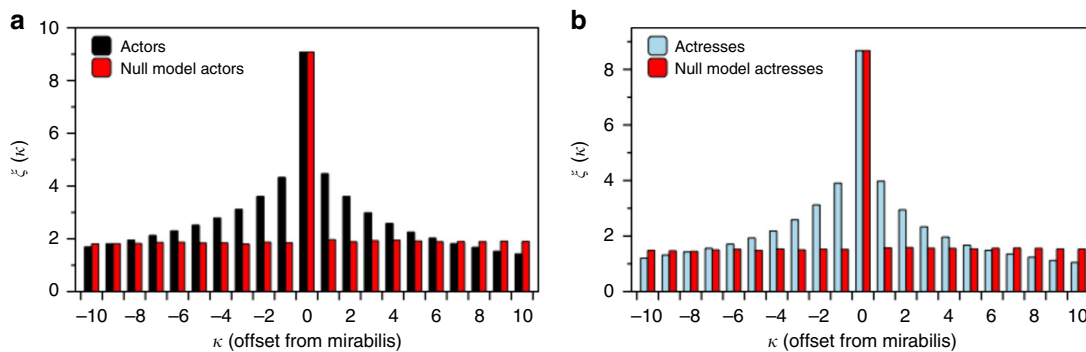 a
Actors
Null model actors
ξ (κ)
10
8
6
4
2
0
−10 −8 −6 −4 −2 0 2 4 6 8 10
κ (offset from mirabilis)
b
Actresses
Null model actresses
ξ (κ)
8
6
4
2
0
−10 −8 −6 −4 −2 0 2 4 6 8 10
κ (offset from mirabilis)